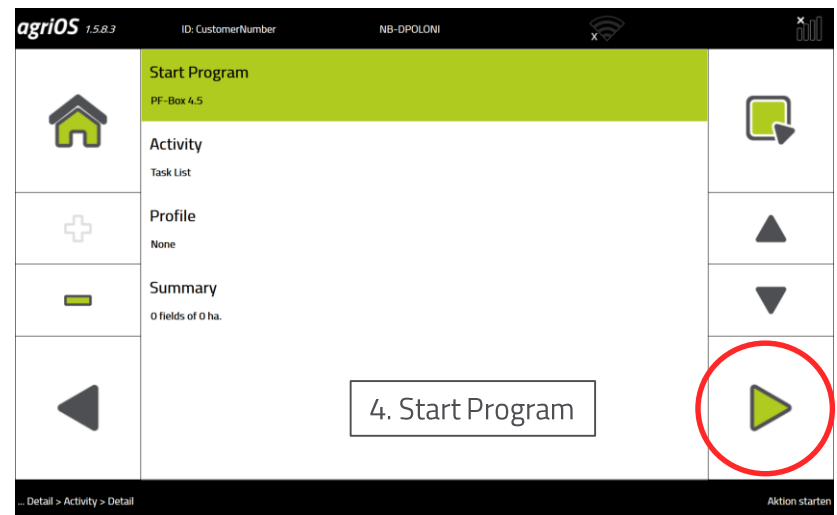 agriOS 1.5.8.3 ID: CustomerNumber NB-DPOLONI x x
Start Program
PF-Box 4.5
Activity
Task List
Profile
None
Summary
0 fields of 0 ha.
4. Start Program
... Detail > Activity > Detail Aktion starten